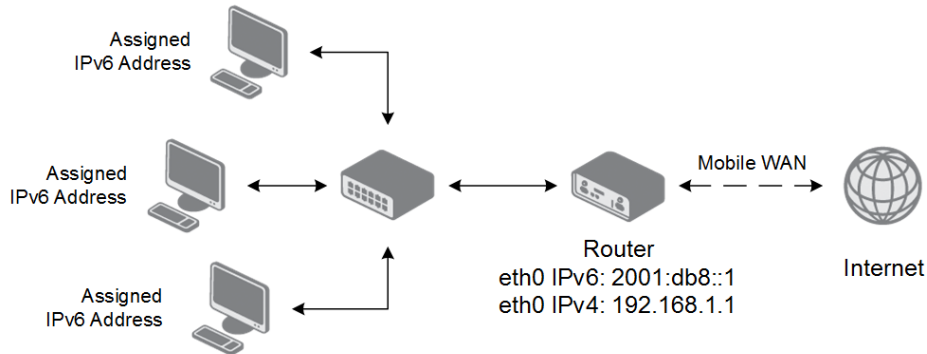 Assigned
IPv6 Address
Assigned
IPv6 Address
Assigned
IPv6 Address
Mobile WAN
Router
eth0 IPv6: 2001:db8::1
eth0 IPv4: 192.168.1.1
Internet